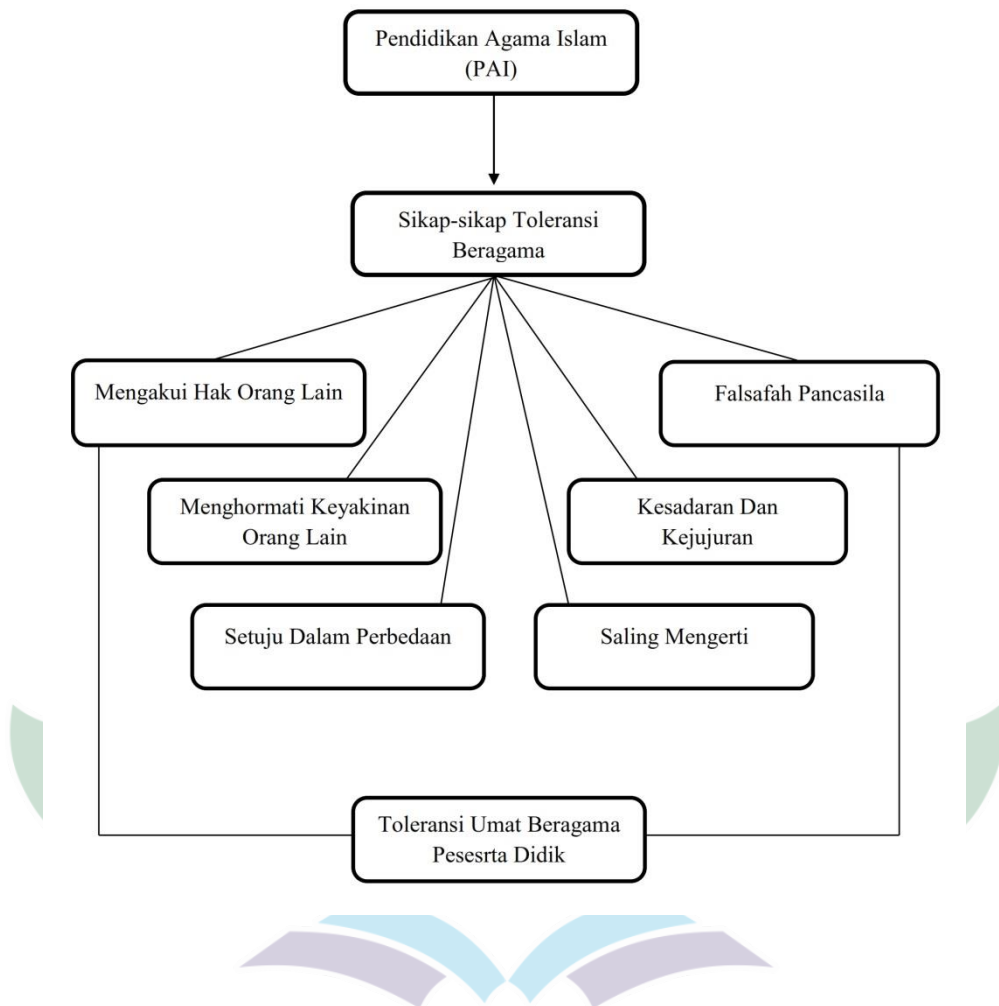 Pendidikan Agama Islam
(PAI)
Sikap-sikap Toleransi
Beragama
Mengakui Hak Orang Lain
Falsafah Pancasila
Menghormati Keyakinan
Orang Lain
Kesadaran Dan
Kejujuran
Setuju Dalam Perbedaan
Saling Mengerti
Toleransi Umat Beragama
Pesesrta Didik